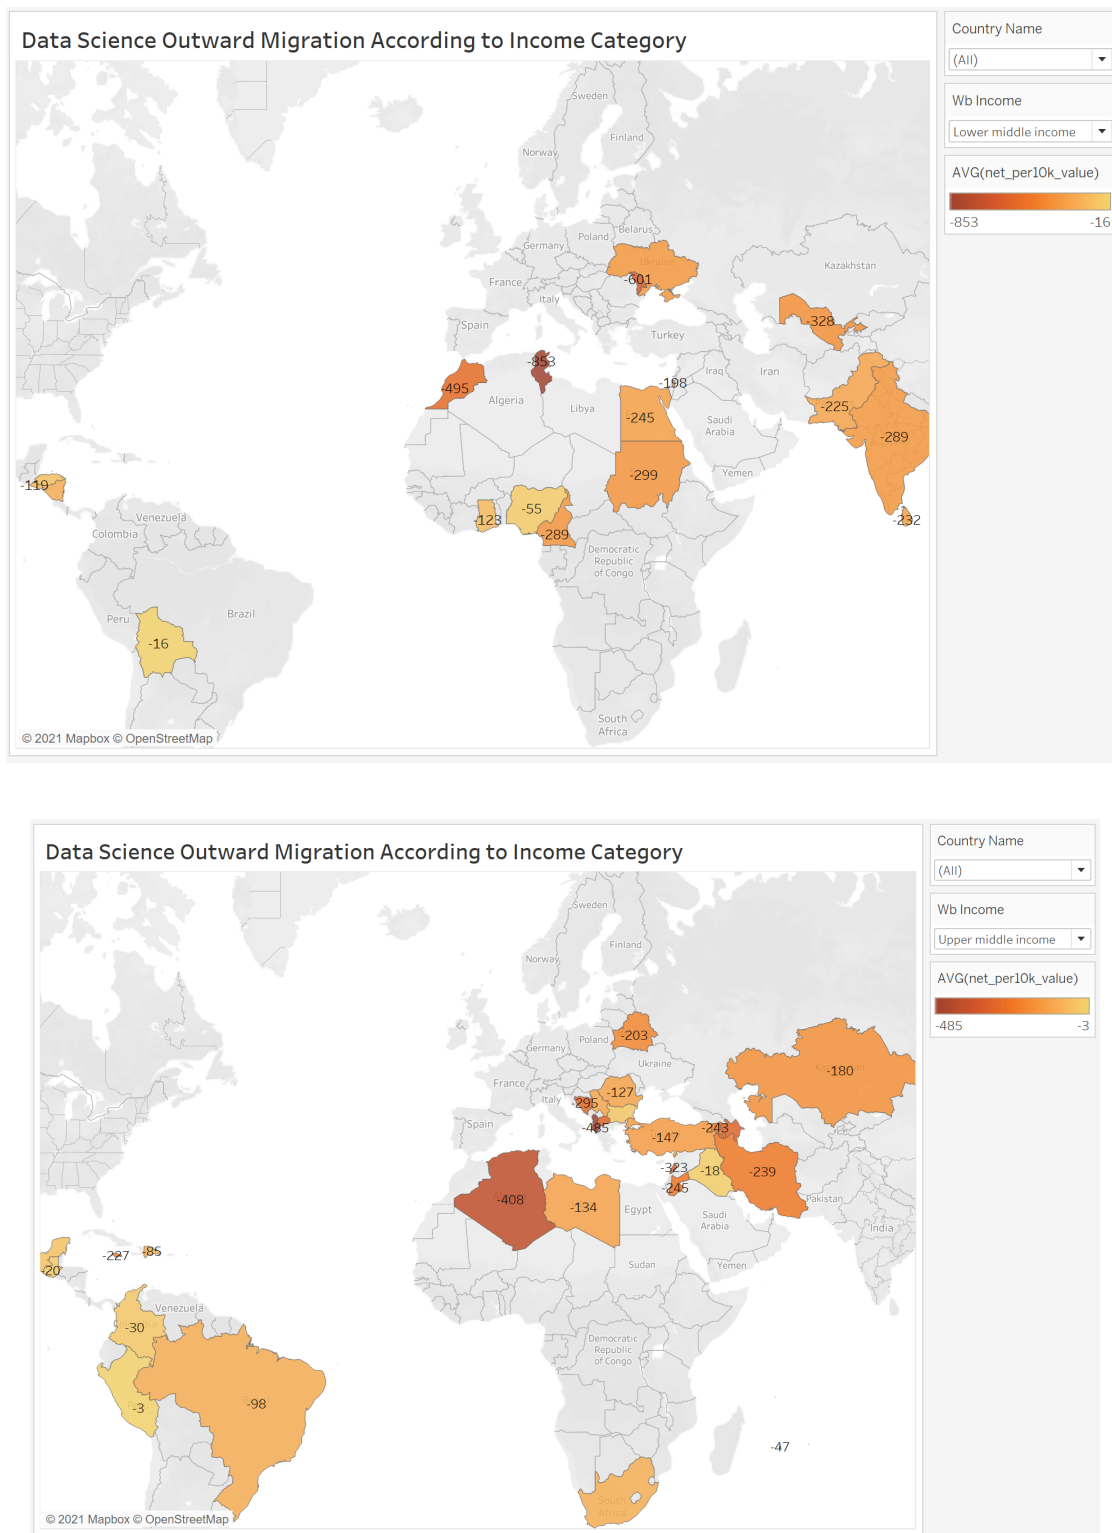 Data Science Outward Migration According to Income Category
Country Name
(All)
Wb Income
Lower middle income
AVG(net_per10k_value)
-853
-16
Sweden
Finland
Norway
Belarus
Poland
Germany
Ukraine
Kazakhstan
-601
France
Italy
-328
Spain
Turkey
-853
Iraq
Iran
-198
-495
Algeria
Libya
-245
Saudi
Arabia
-225
-289
-299
Yemen
-119
-55
-123
-289
-232
Venezuela
Colombia
Democratic
Republic
of Congo
Peru
Brazil
-16
South
Africa
© 2021 Mapbox © OpenStreetMap
Data Science Outward Migration According to Income Category
Country Name
(All)
Wb Income
Upper middle income
AVG(net_per10k_value)
-485
-3
Sweden
Finland
Norway
-203
Poland
Germany
Ukraine
-180
France
Italy
-127
-295
Spain
-485
-147
-243
-323
-18
-239
-245
-408
-134
Egypt
Saudi
Arabia
Pakistan
India
-227
-85
-20
Sudan
Yemen
Venezuela
-30
Democratic
Republic
of Congo
-98
-3
-47
South
Africa
© 2021 Mapbox © OpenStreetMap